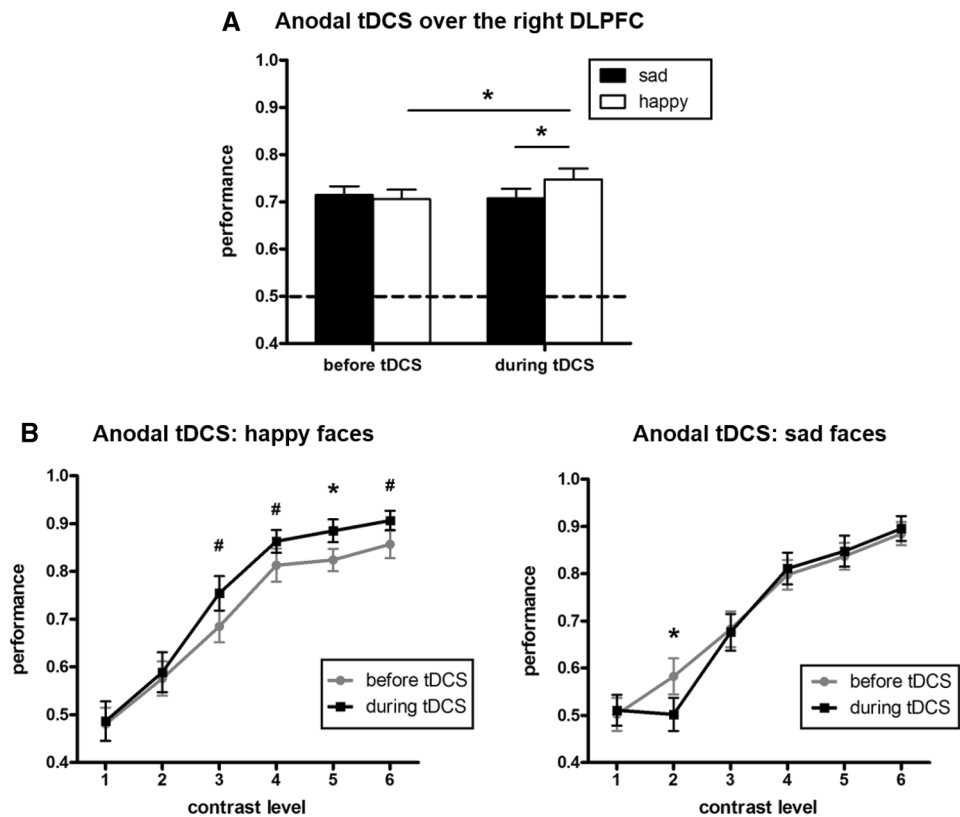 A Anodal tDCS over the right DLPFC
1.0
0.9
0.8
0.7
0.6
0.5
0.4
performance
sad
happy
*
*
before tDCS
during tDCS
B Anodal tDCS: happy faces
1.0
0.9
0.8
0.7
0.6
0.5
0.4
performance
#
#
*
#
before tDCS
during tDCS
1 2 3 4 5 6
contrast level
Anodal tDCS: sad faces
1.0
0.9
0.8
0.7
0.6
0.5
0.4
performance
*
before tDCS
during tDCS
1 2 3 4 5 6
contrast level